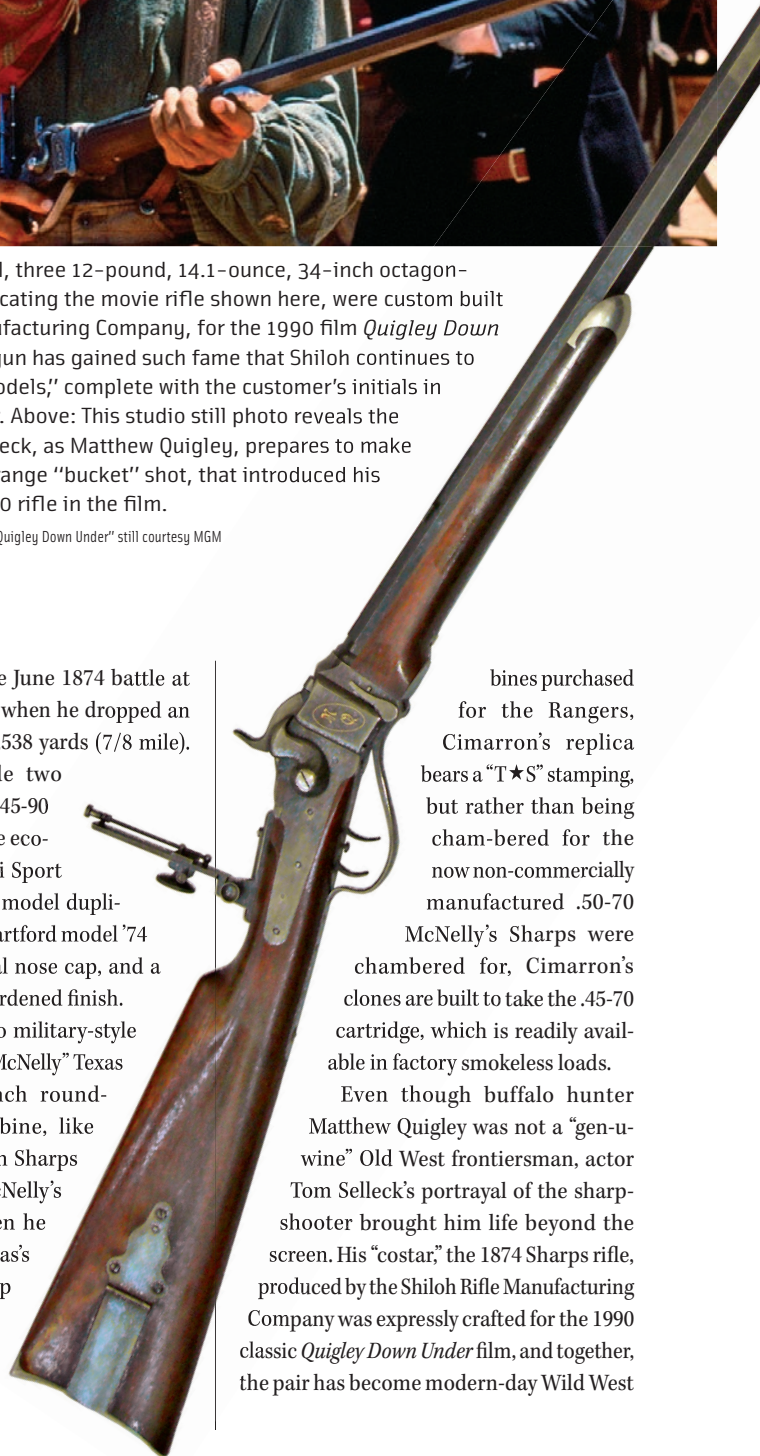 l, three 12-pound, 14.1-ounce, 34-inch octagon-
cating the movie rifle shown here, were custom built
ufacturing Company, for the 1990 film Quigley Down
gun has gained such fame that Shiloh continues to
odels,” complete with the customer’s initials in
. Above: This studio still photo reveals the
eck, as Matthew Quigley, prepares to make
range “bucket” shot, that introduced his
0 rifle in the film.
Quigley Down Under” still courtesy MGM
e June 1874 battle at
when he dropped an
538 yards (7/8 mile).
le two
45-90
e eco-
i Sport
model dupli-
artford model ’74
al nose cap, and a
rdened finish.
o military-style
McNelly” Texas
nch round-
bine, like
n Sharps
cNelly’s
en he
as’s
p
bines purchased
for the Rangers,
Cimarron’s replica
bears a “T★S” stamping,
but rather than being
cham-bered for the
now non-commercially
manufactured .50-70
McNelly’s Sharps were
chambered for, Cimarron’s
clones are built to take the .45-70
cartridge, which is readily avail-
able in factory smokeless loads.
Even though buffalo hunter
Matthew Quigley was not a “gen-u-
wine” Old West frontiersman, actor
Tom Selleck’s portrayal of the sharp-
shooter brought him life beyond the
screen. His “costar,” the 1874 Sharps rifle,
produced by the Shiloh Rifle Manufacturing
Company was expressly crafted for the 1990
classic Quigley Down Under film, and together,
the pair has become modern-day Wild West